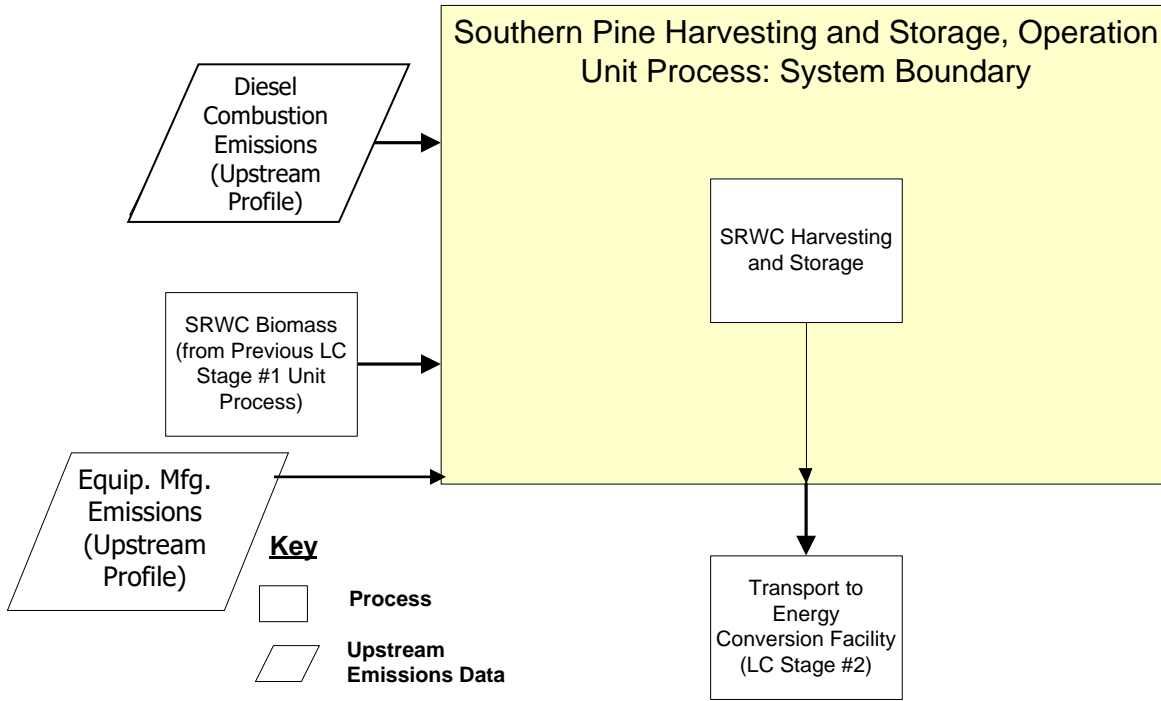 Southern Pine Harvesting and Storage, Operation
Unit Process: System Boundary
Diesel
Combustion
Emissions
(Upstream
Profile)
SRWC Harvesting
and Storage
SRWC Biomass
(from Previous LC
Stage #1 Unit
Process)
Equip. Mfg.
Emissions
(Upstream
Profile)
Key
Process
Upstream
Emissions Data
Transport to
Energy
Conversion Facility
(LC Stage #2)